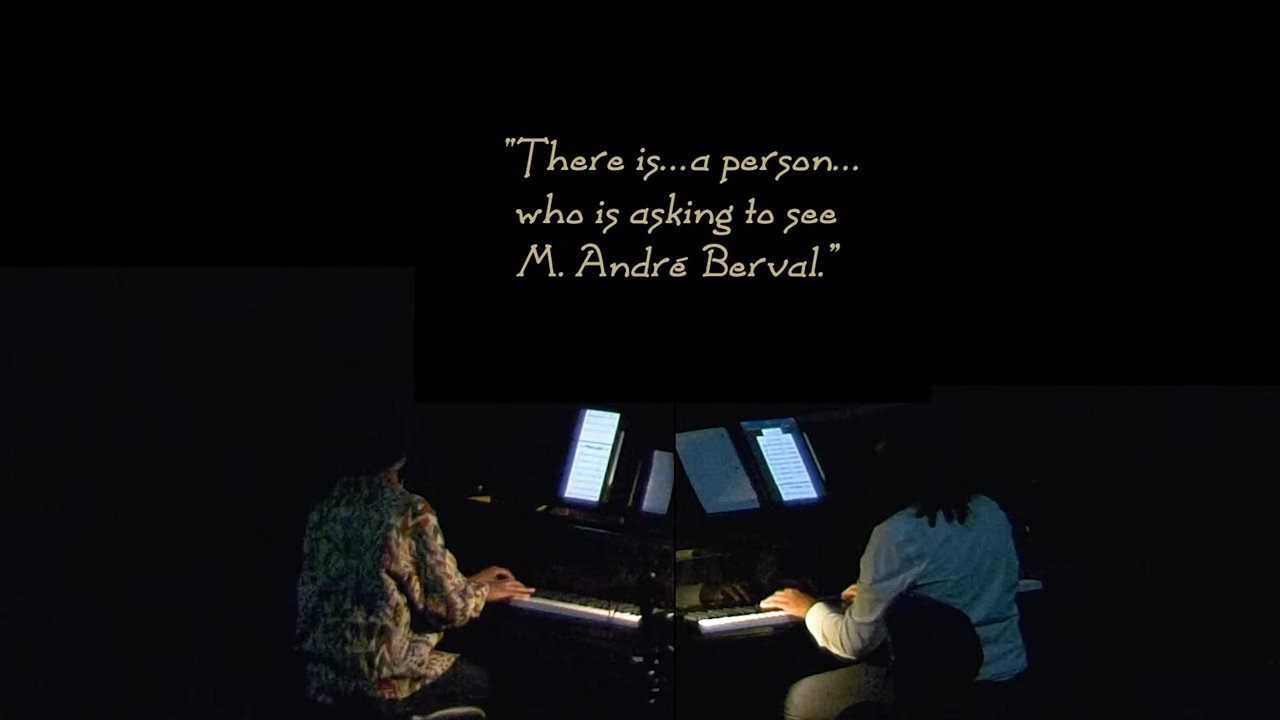 "There is...a person...
who is asking to see
M. André Berval."